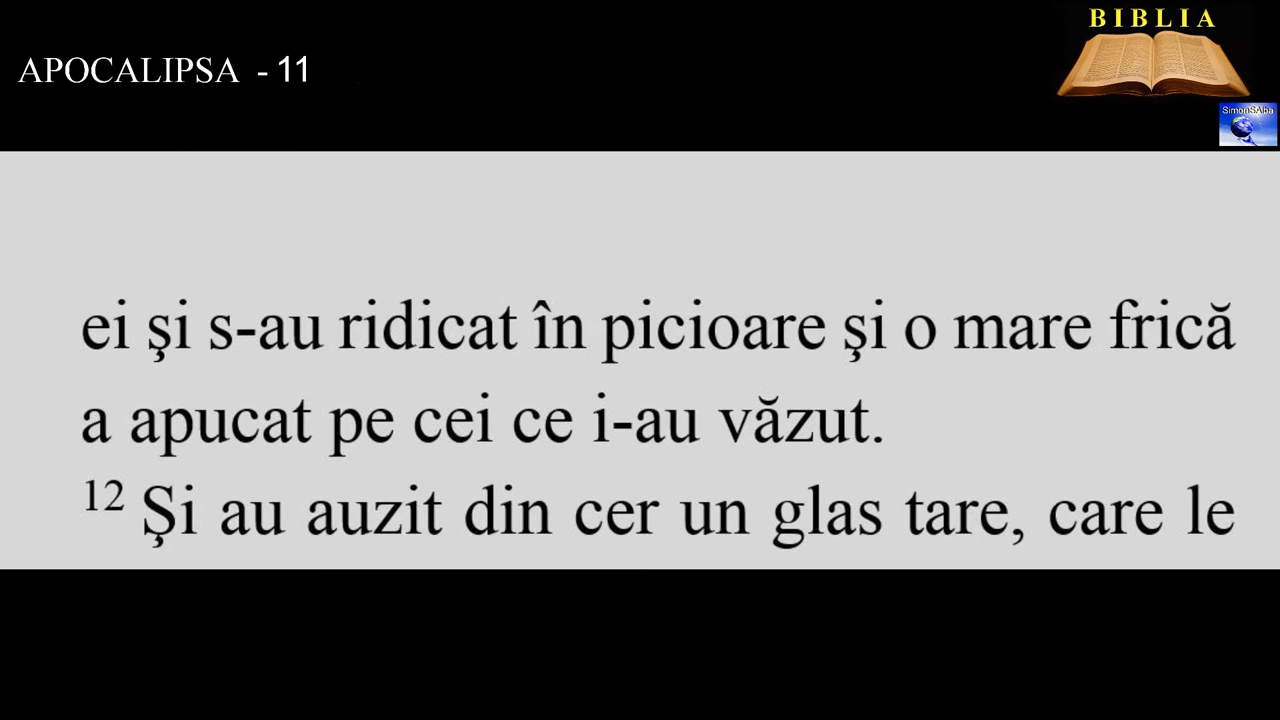 BIBLIA
APOCALIPSA - 11
SimonSAlba
ei şi s-au ridicat în picioare şi o mare frică
a apucat pe cei ce i-au văzut.
12 Şi au auzit din cer un glas tare, care le